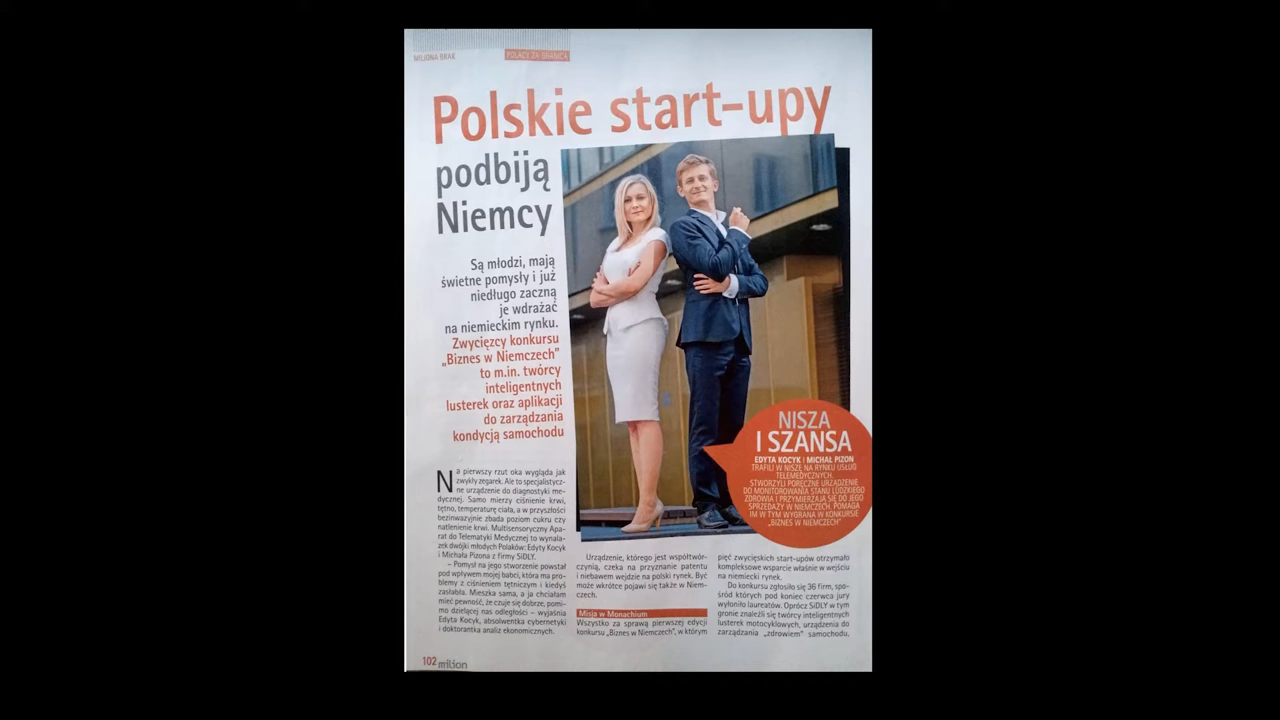 MILIONA BRAK
POLACY ZA GRANICĄ
Polskie start-upy
podbiją
Niemcy
Są młodzi, mają
świetne pomysły i już
niedługo zaczną
je wdrażać
na niemieckim rynku.
Zwycięzcy konkursu
„Biznes w Niemczech”
to m.in. twórcy
inteligentnych
lusterek oraz aplikacji
do zarządzania
kondycją samochodu
NISZA
I SZANSA
EDYTA KOCYK I MICHAŁ PIZON
TRAFILI W NISZĘ NA RYNKU USŁUG
TELEMEDYCZNYCH.
STWORZYLI PORĘCZNE URZĄDZENIE
DO MONITOROWANIA STANU LUDZKIEGO
ZDROWIA I PRZYMIERZAJĄ SIĘ DO JEGO
SPRZEDAŻY W NIEMCZECH. POMAGA
IM W TYM WYGRANA W KONKURSIE
„BIZNES W NIEMCZECH”
Na pierwszy rzut oka wygląda jak
zwykły zegarek. Ale to specjalistycz-
ne urządzenie do diagnostyki me-
dycznej. Samo mierzy ciśnienie krwi,
tętno, temperaturę ciała, a w przyszłości
bezinwazyjnie zbada poziom cukru czy
natlenienie krwi. Multisensoryczny Apa-
rat do Telematyki Medycznej to wynala-
zek dwójki młodych Polaków: Edyty Kocyk
i Michała Pizona z firmy SiDLY.
– Pomysł na jego stworzenie powstał
pod wpływem mojej babci, która ma pro-
blemy z ciśnieniem tętniczym i kiedyś
zasłabła. Mieszka sama, a ja chciałam
mieć pewność, że czuje się dobrze, pomi-
mo dzielącej nas odległości – wyjaśnia
Edyta Kocyk, absolwentka cybernetyki
i doktorantka analiz ekonomicznych.
Urządzenie, którego jest współtwór-
czynią, czeka na przyznanie patentu
i niebawem wejdzie na polski rynek. Być
może wkrótce pojawi się także w Niem-
czech.
Misja w Monachium
Wszystko za sprawą pierwszej edycji
konkursu „Biznes w Niemczech”, w którym
pięć zwycięskich start-upów otrzymało
kompleksowe wsparcie właśnie w wejściu
na niemiecki rynek.
Do konkursu zgłosiło się 36 firm, spo-
śród których pod koniec czerwca jury
wyłoniło laureatów. Oprócz SiDLY w tym
gronie znaleźli się twórcy inteligentnych
lusterek motocyklowych, urządzenia do
zarządzania „zdrowiem” samochodu,
102 milion